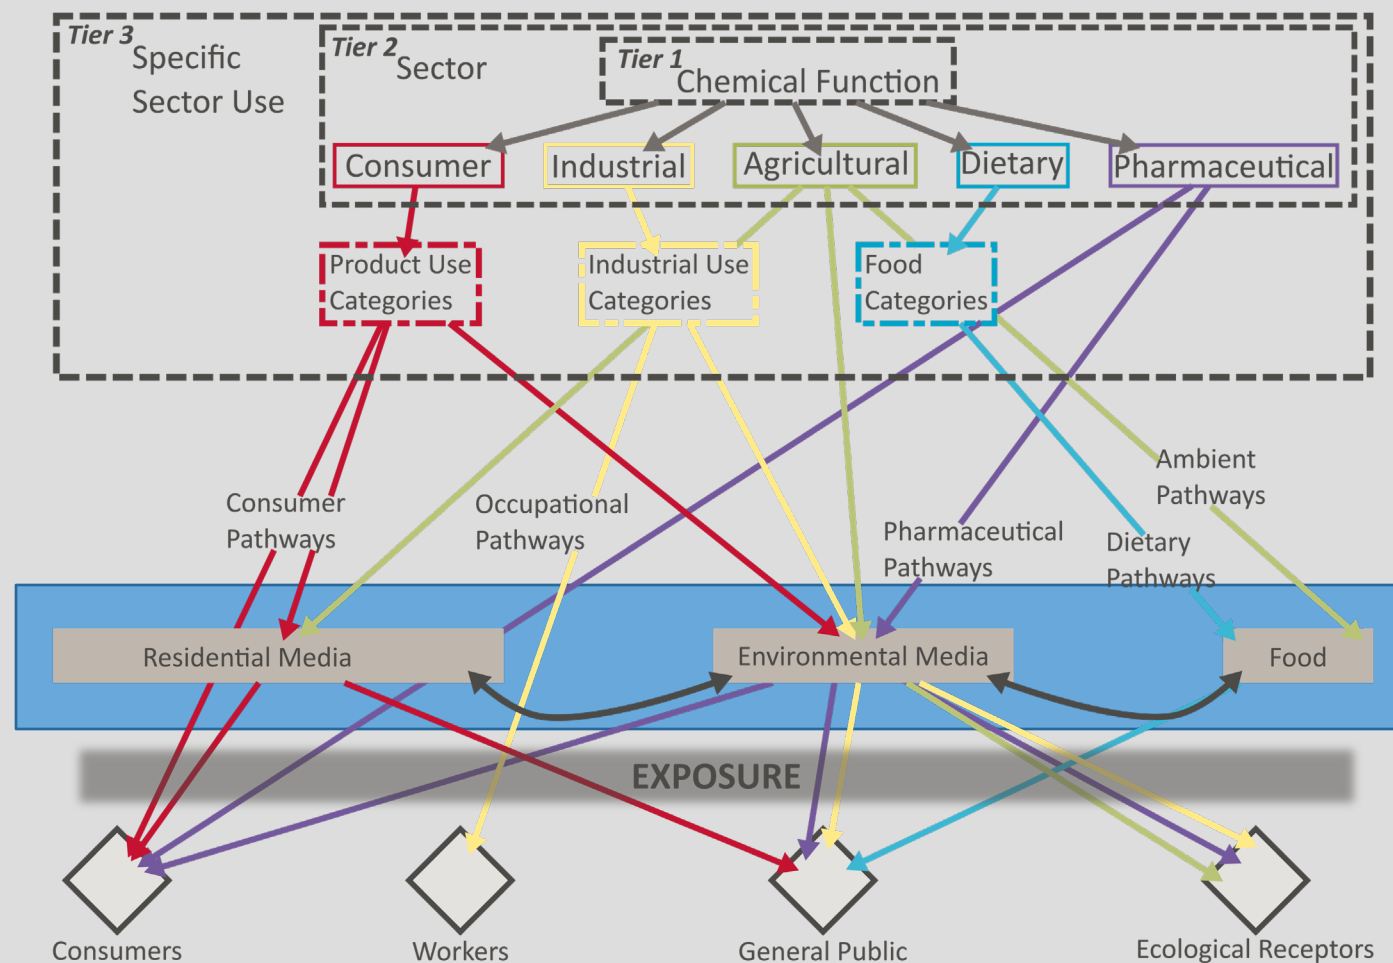 Tier 3
Specific
Sector Use
Tier 2
Sector
Tier 1
Chemical Function
Consumer
Industrial
Agricultural
Dietary
Pharmaceutical
Product Use
Categories
Industrial Use
Categories
Food
Categories
Consumer
Pathways
Occupational
Pathways
Pharmaceutical
Pathways
Dietary
Pathways
Ambient
Pathways
Residential Media
Environmental Media
Food
EXPOSURE
Consumers
Workers
General Public
Ecological Receptors